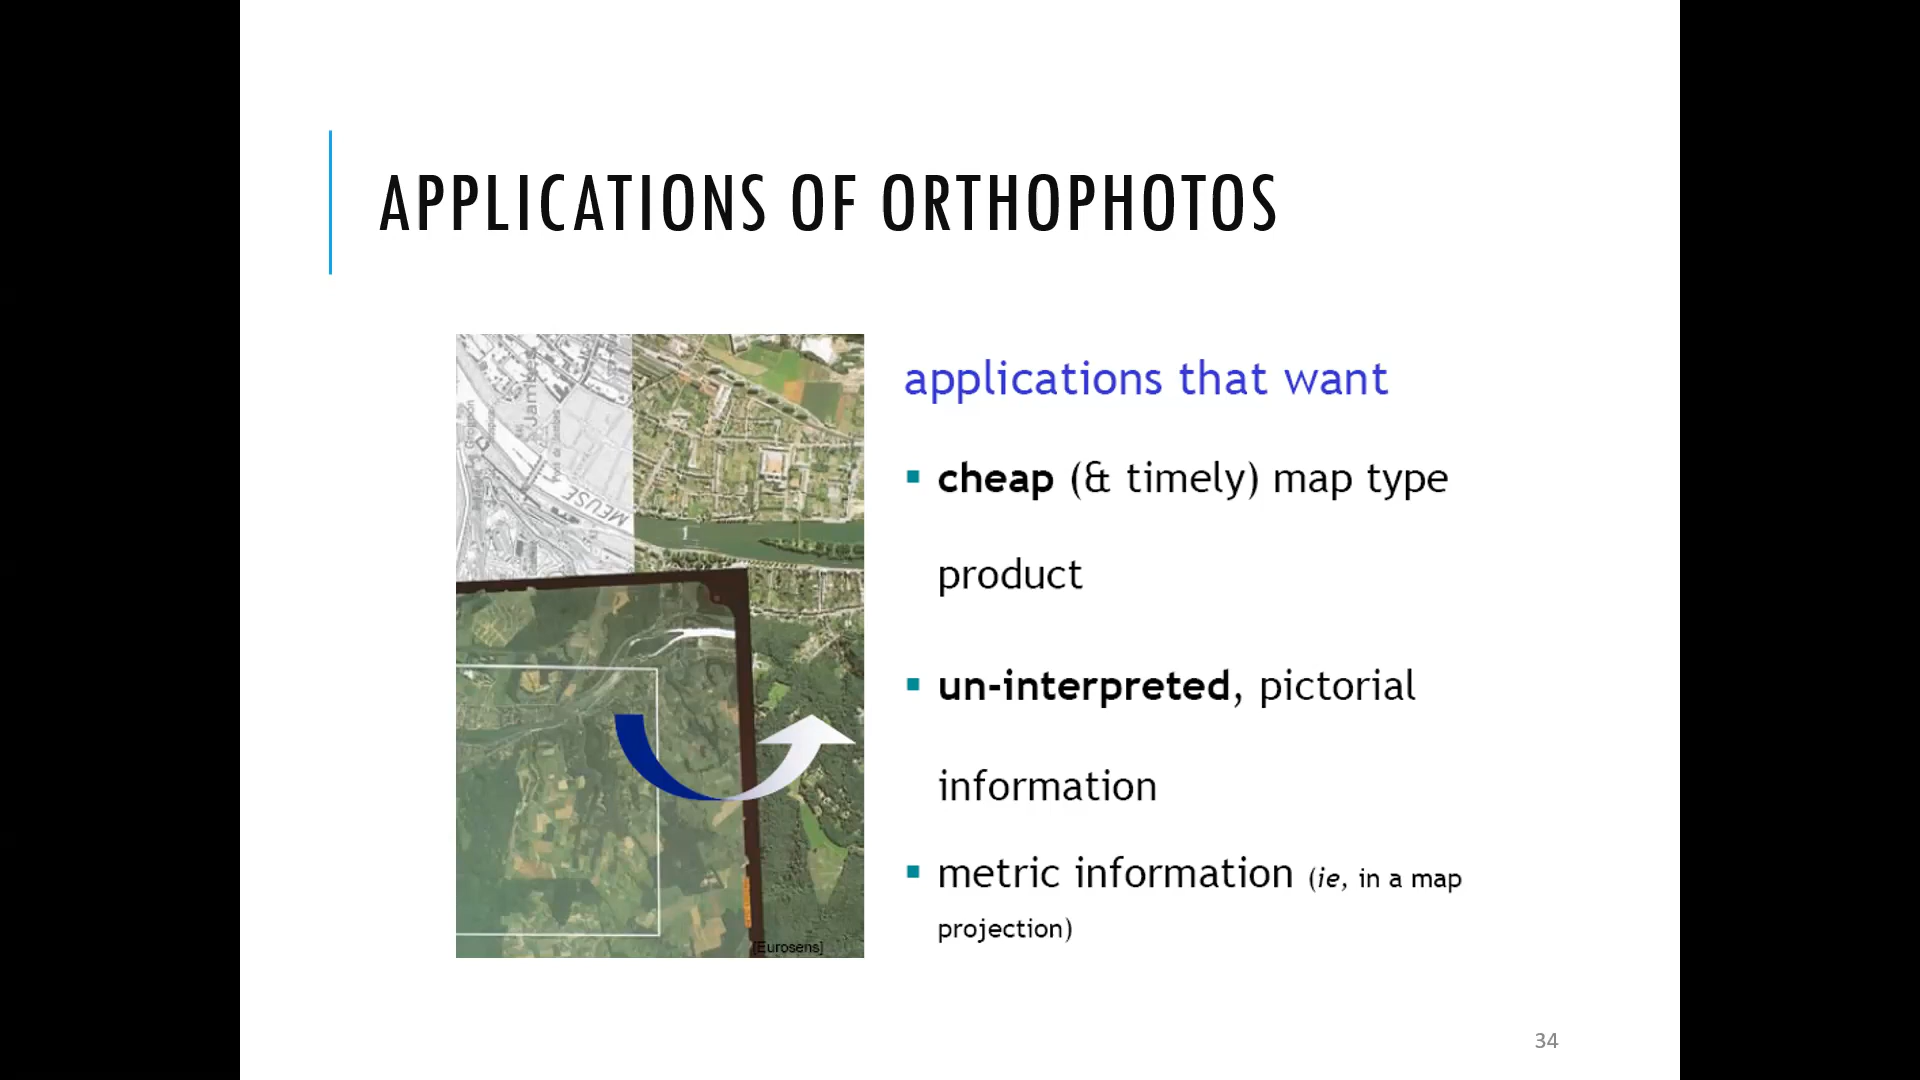 APPLICATIONS OF ORTHOPHOTOS
Jambes
MEUSE
[Eurosens]
applications that want
▪ cheap (& timely) map type
product
▪ un-interpreted, pictorial
information
▪ metric information (ie, in a map
projection)
34